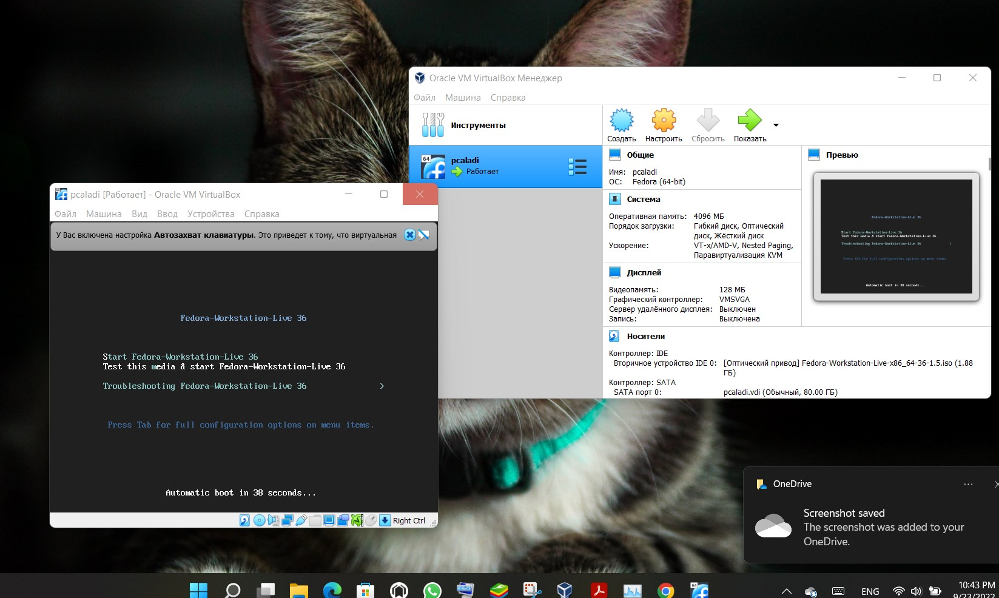 Oracle VM VirtualBox Менеджер
Файл Машина Справка
Инструменты
Создать Настроить Сбросить Показать
64
pcaladi
Работает
Общие
Имя: pcaladi
ОС: Fedora (64-bit)
Система
Оперативная память: 4096 МБ
Порядок загрузки: Гибкий диск, Оптический
диск, Жёсткий диск
Ускорение: VT-x/AMD-V, Nested Paging,
Паравиртуализация KVM
Дисплей
Видеопамять: 128 МБ
Графический контроллер: VMSVGA
Сервер удалённого дисплея: Выключен
Запись: Выключена
Носители
Контроллер: IDE
Вторичное устройство IDE 0: [Оптический привод] Fedora-Workstation-Live-x86_64-36-1.5.iso (1.88
ГБ)
Контроллер: SATA
SATA порт 0: pcaladi.vdi (Обычный, 80.00 ГБ)
Превью
Fedora-Workstation-Live 36
Start Fedora-Workstation-Live 36
Test this media & start Fedora-Workstation-Live 36
Troubleshooting Fedora-Workstation-Live 36 >
Press Tab for full configuration options on menu items.
Automatic boot in 38 seconds...
pcaladi [Работает] - Oracle VM VirtualBox
Файл Машина Вид Ввод Устройства Справка
У Вас включена настройка Автозахват клавиатуры. Это приведет к тому, что виртуальная
Fedora-Workstation-Live 36
Start Fedora-Workstation-Live 36
Test this media & start Fedora-Workstation-Live 36
Troubleshooting Fedora-Workstation-Live 36 >
Press Tab for full configuration options on menu items.
Automatic boot in 38 seconds...
Right Ctrl
OneDrive
Screenshot saved
The screenshot was added to your
OneDrive.
64
ENG
10:43 PM
9/23/2022